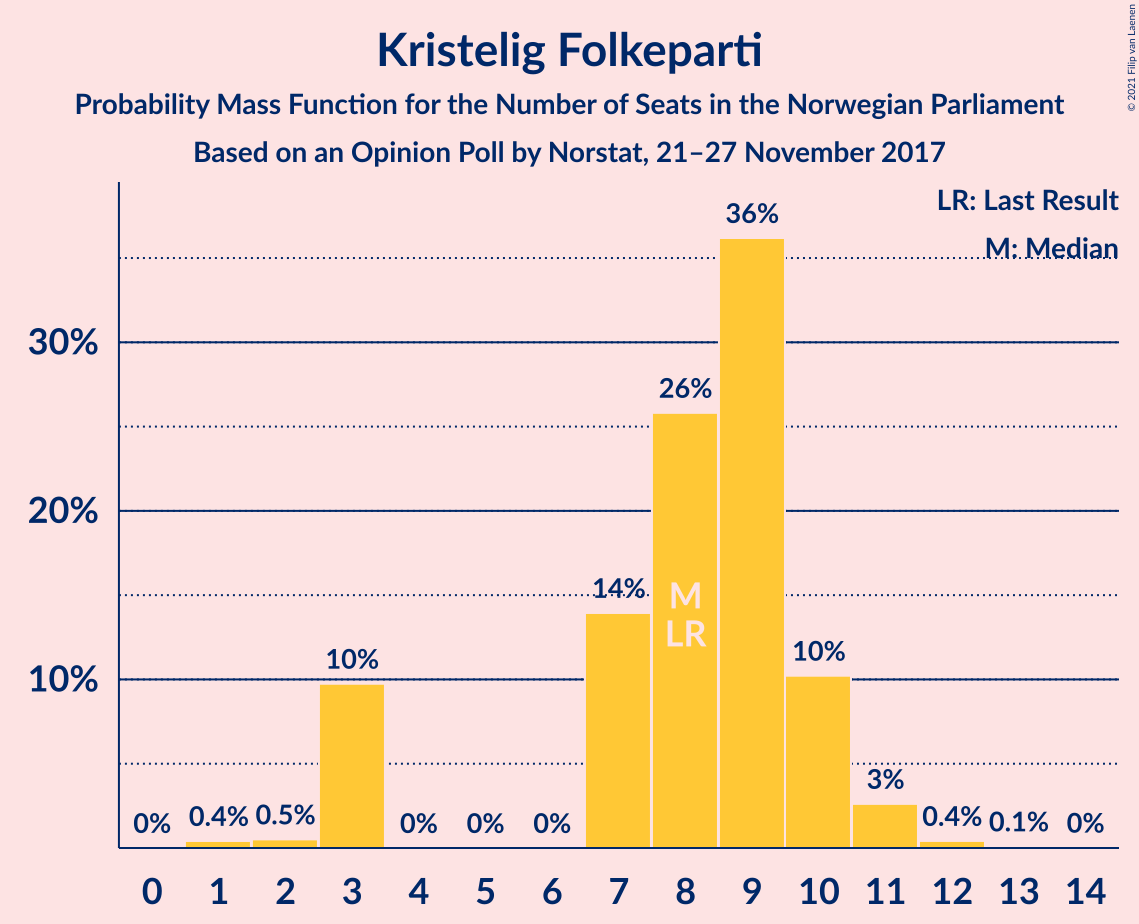 Kristelig Folkeparti
Probability Mass Function for the Number of Seats in the Norwegian Parliament
Based on an Opinion Poll by Norstat, 21–27 November 2017
© 2021 Filip van Laenen
LR: Last Result
M: Median
30%
20%
10%
0%
0.4%
0.5%
10%
0%
0%
0%
14%
26%
36%
10%
3%
0.4%
0.1%
0%
M
LR
0 1 2 3 4 5 6 7 8 9 10 11 12 13 14